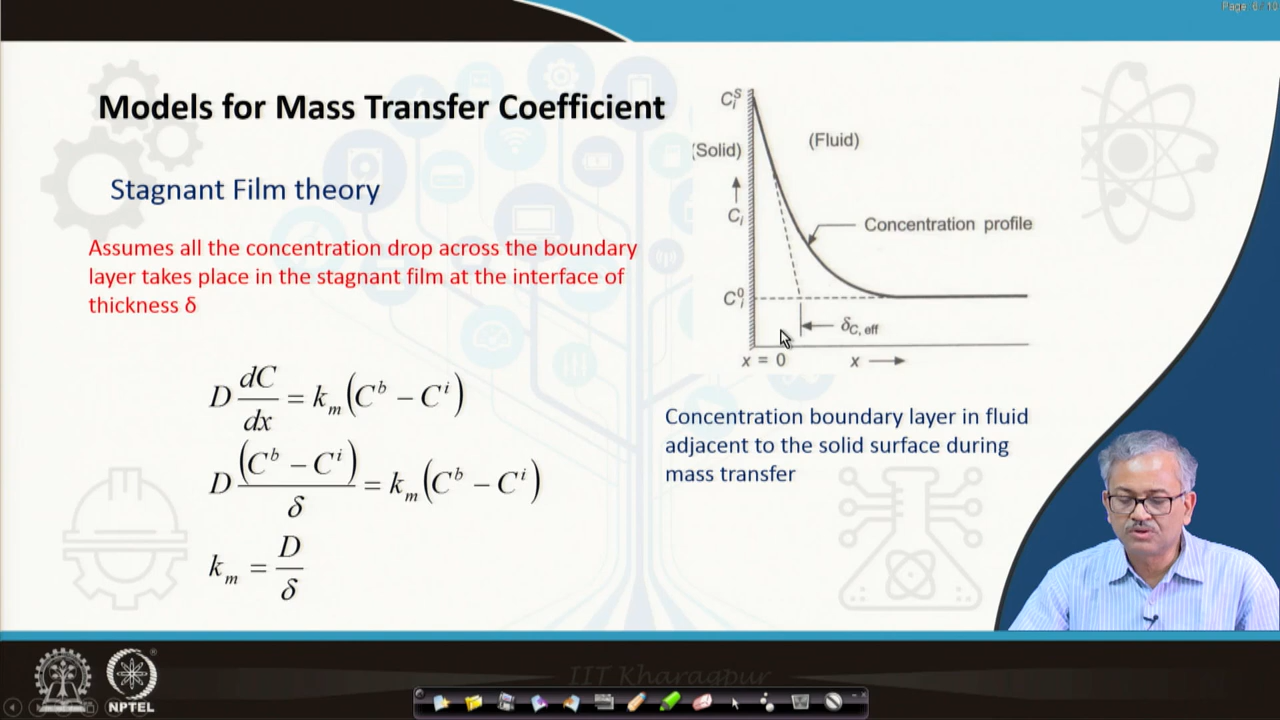 Page 6 / 10
Models for Mass Transfer Coefficient
Stagnant Film theory
Assumes all the concentration drop across the boundary
layer takes place in the stagnant film at the interface of
thickness δ
D dC/dx = k_m (C^b − C^i)
D (C^b − C^i)/δ = k_m (C^b − C^i)
k_m = D/δ
C_i^s
(Solid)
(Fluid)
C_i
Concentration profile
C_i^0
δ_C, eff
x = 0
x
Concentration boundary layer in fluid
adjacent to the solid surface during
mass transfer
NPTEL
IIT Kharagpur